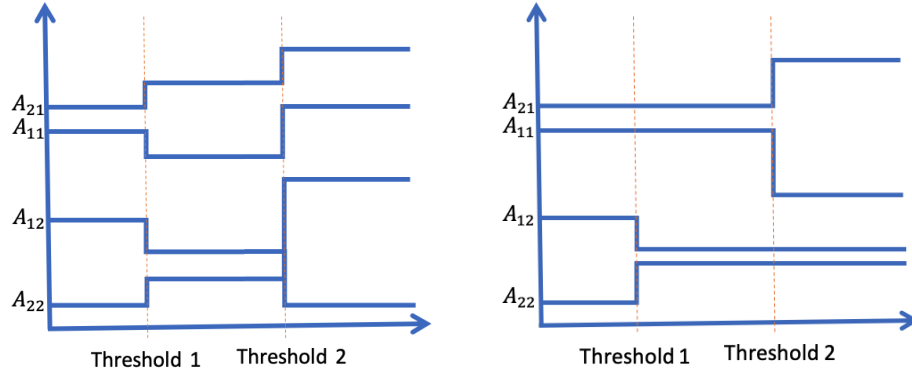 A₂₁
A₁₁
A₁₂
A₂₂
Threshold 1
Threshold 2
A₂₁
A₁₁
A₁₂
A₂₂
Threshold 1
Threshold 2